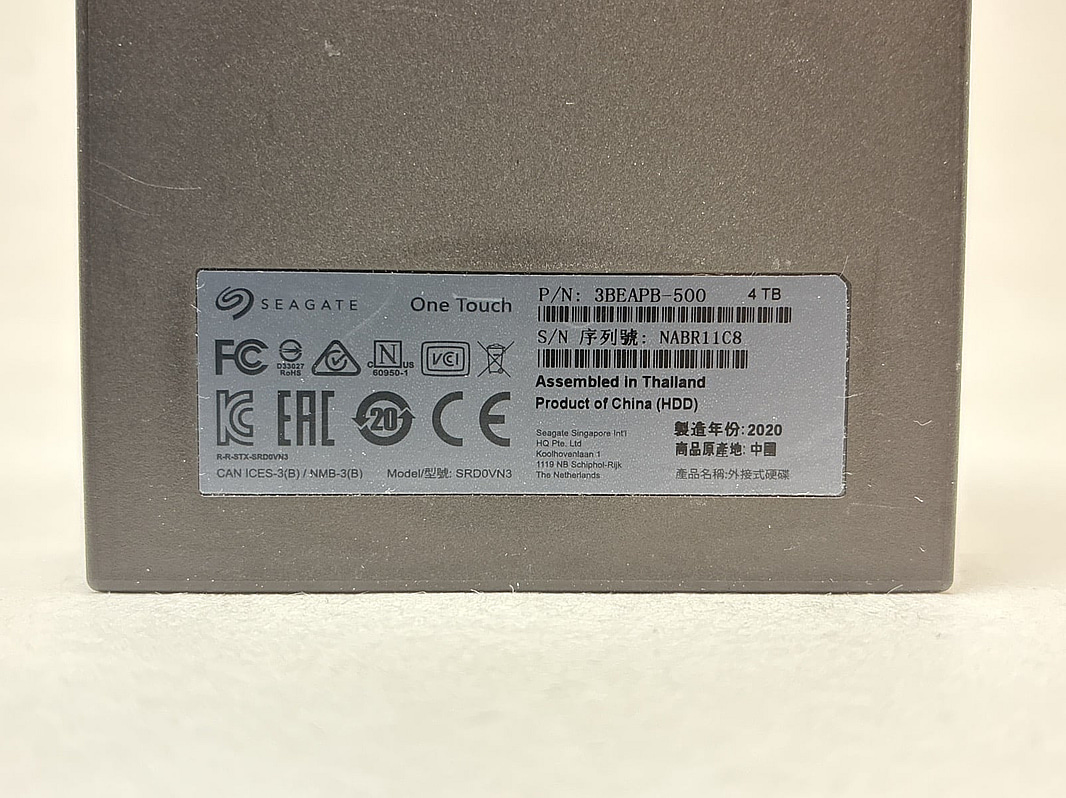 SEAGATE One Touch
P/N: 3BEAPB-500 4 TB
S/N 序列號: NABR11C8
FC D33027 RoHS c N US 60950-1 VCI
Assembled in Thailand
Product of China (HDD)
KC EAC 20 CE
R-R-STX-SRD0VN3
CAN ICES-3(B) / NMB-3(B) Model/型號: SRD0VN3
Seagate Singapore Int'l
HQ Pte. Ltd
Koolhovenlaan 1
1119 NB Schiphol-Rijk
The Netherlands
製造年份: 2020
商品原產地: 中國
產品名稱:外接式硬碟